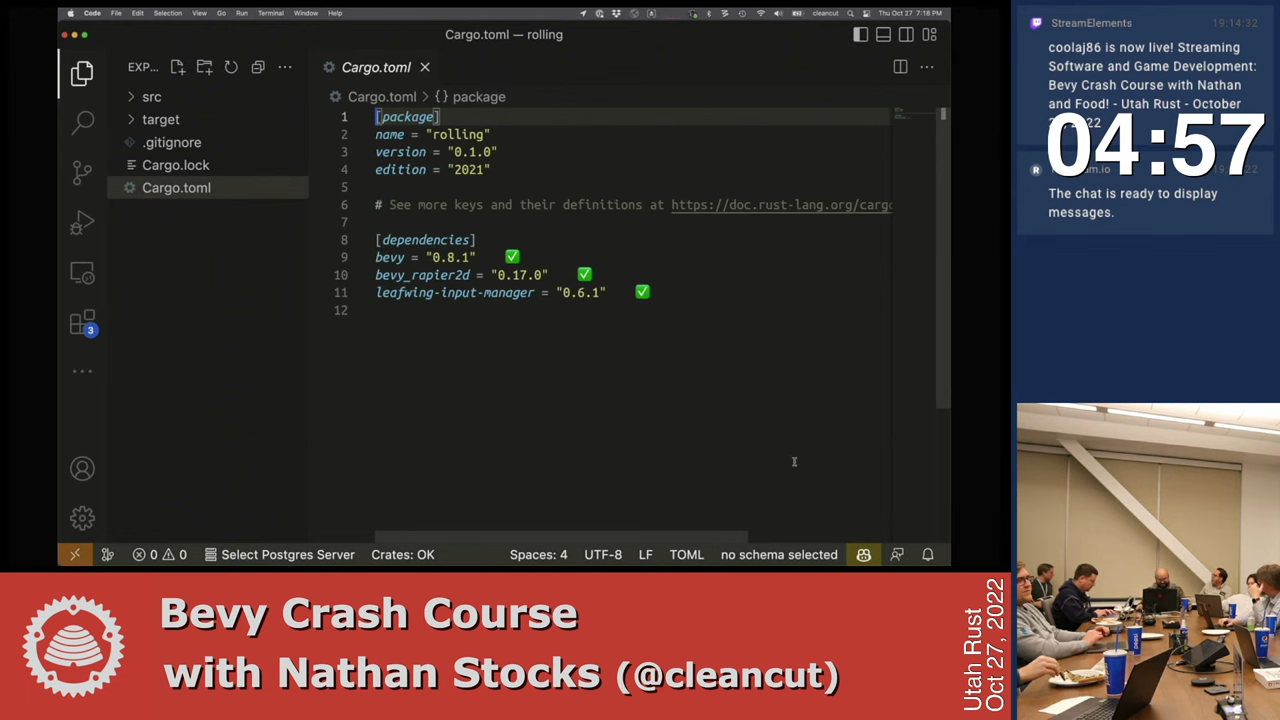 Code File Edit Selection View Go Run Terminal Window Help
cleancut
Thu Oct 27 7:18 PM
Cargo.toml — rolling
EXP...
src
target
.gitignore
Cargo.lock
Cargo.toml
Cargo.toml
Cargo.toml > {} package
1 [package]
2 name = "rolling"
3 version = "0.1.0"
4 edition = "2021"
5
6 # See more keys and their definitions at https://doc.rust-lang.org/cargo
7
8 [dependencies]
9 bevy = "0.8.1" ✅
10 bevy_rapier2d = "0.17.0" ✅
11 leafwing-input-manager = "0.6.1" ✅
12
3
0 0
Select Postgres Server
Crates: OK
Spaces: 4
UTF-8
LF
TOML
no schema selected
StreamElements
19:14:32
coolaj86 is now live! Streaming
Software and Game Development:
Bevy Crash Course with Nathan
and Food! - Utah Rust - October
04:57
The chat is ready to display
messages.
Bevy Crash Course
with Nathan Stocks (@cleancut)
Utah Rust
Oct 27, 2022